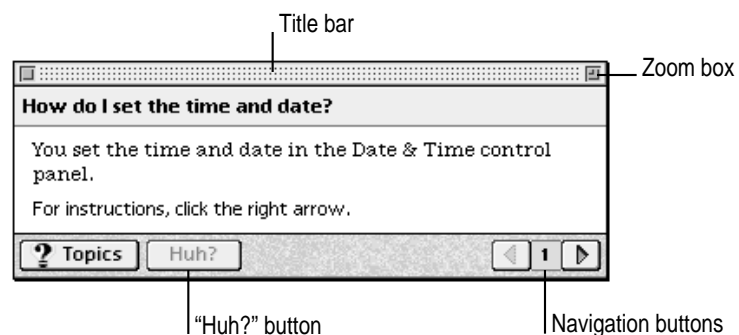 Title bar
Zoom box
How do I set the time and date?
You set the time and date in the Date & Time control
panel.
For instructions, click the right arrow.
? Topics
Huh?
1
“Huh?” button
Navigation buttons